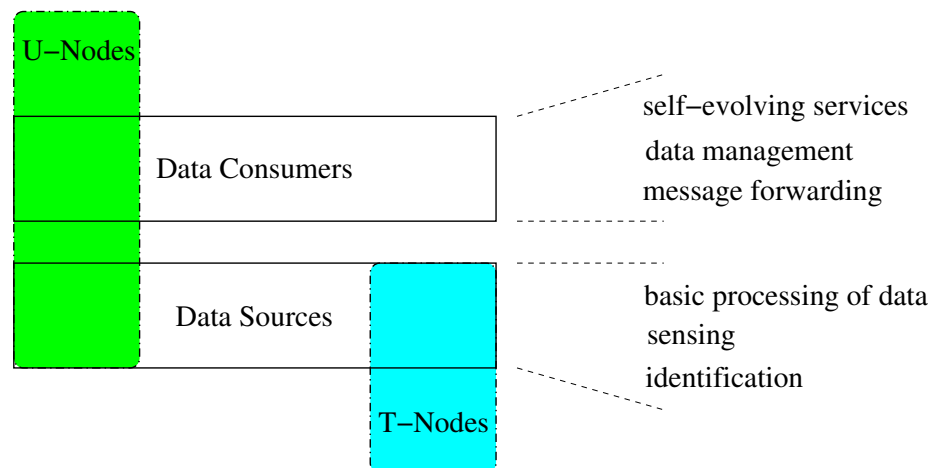 U−Nodes
self−evolving services
Data Consumers
data management
message forwarding
Data Sources
basic processing of data
sensing
identification
T−Nodes